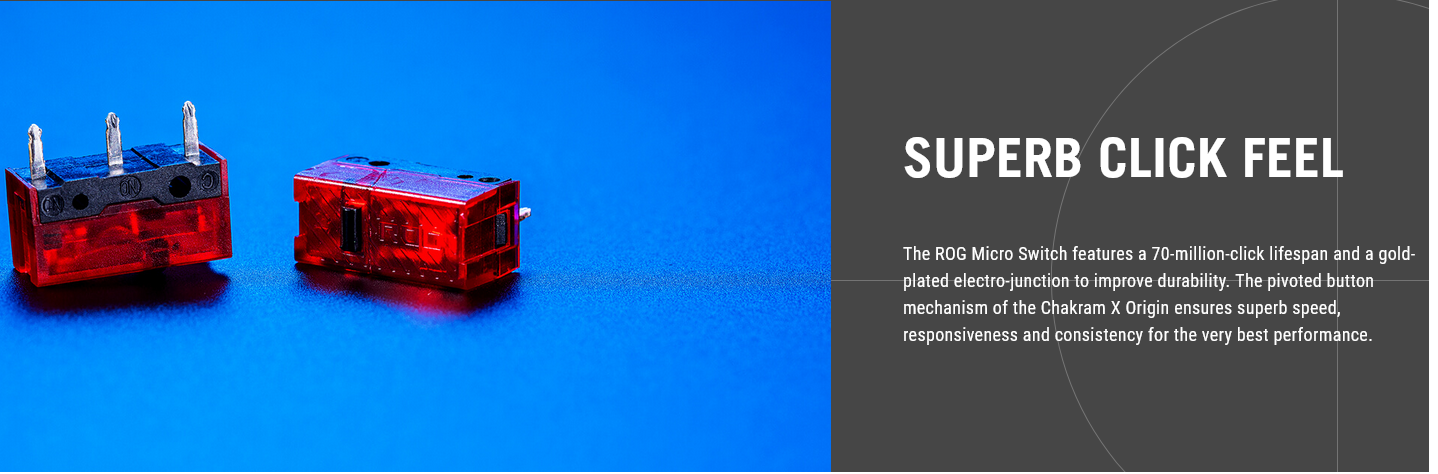 SUPERB CLICK FEEL
The ROG Micro Switch features a 70-million-click lifespan and a gold-
plated electro-junction to improve durability. The pivoted button
mechanism of the Chakram X Origin ensures superb speed,
responsiveness and consistency for the very best performance.